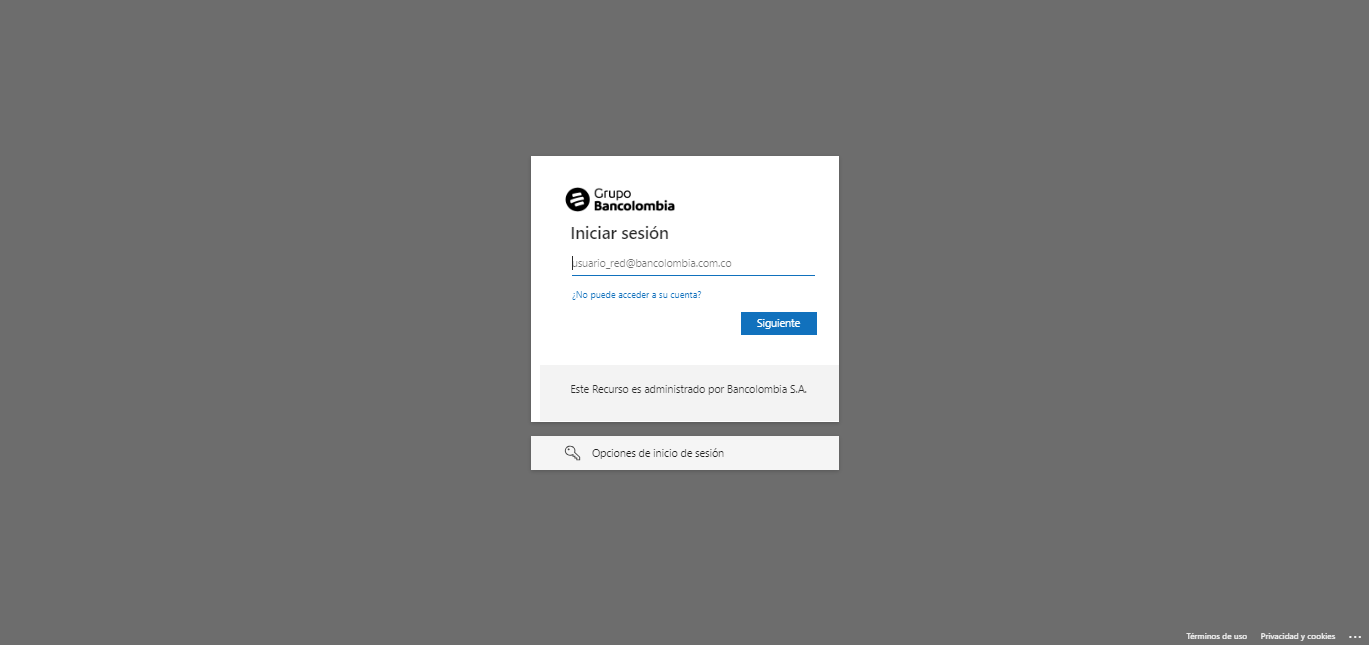 Grupo
Bancolombia
Iniciar sesión
usuario_red@bancolombia.com.co
¿No puede acceder a su cuenta?
Siguiente
Este Recurso es administrado por Bancolombia S.A.
Opciones de inicio de sesión
Términos de uso Privacidad y cookies ...